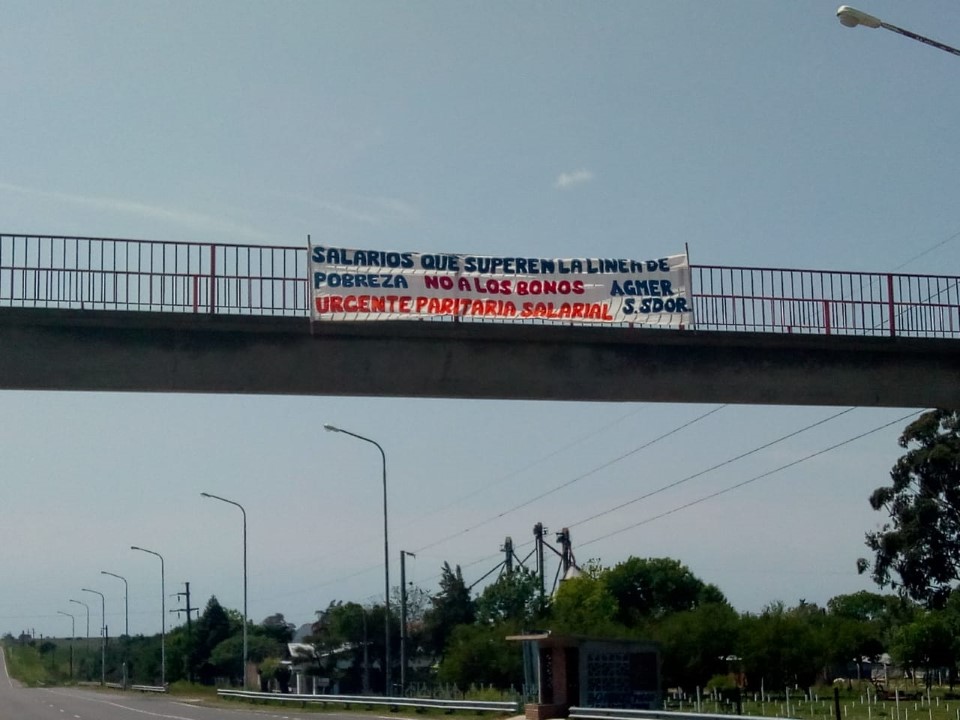 SALARIOS QUE SUPEREN LA LINEA DE
POBREZA NO A LOS BONOS AGMER
URGENTE PARITARIA SALARIAL S.SDOR.